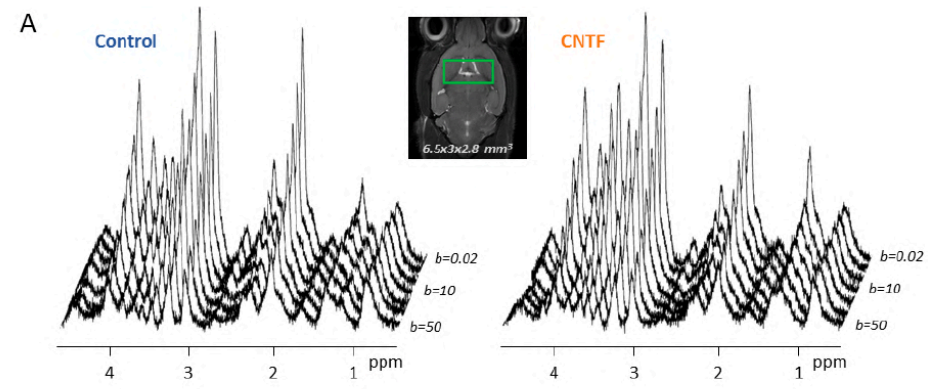 A
Control
CNTF
6.5x3x2.8 mm³
b=0.02
b=10
b=50
b=0.02
b=10
b=50
4 3 2 1 ppm
4 3 2 1 ppm